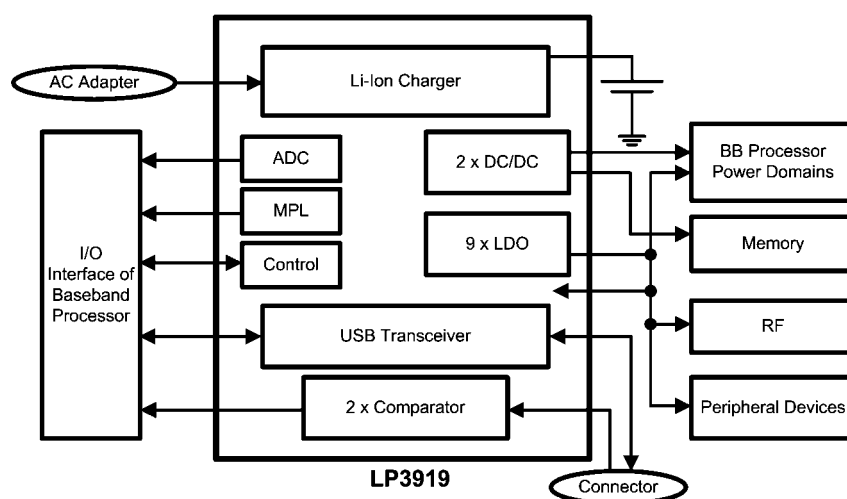 AC Adapter
Li-Ion Charger
ADC
2 x DC/DC
BB Processor
Power Domains
MPL
I/O
Interface of
Baseband
Processor
9 x LDO
Memory
Control
USB Transceiver
RF
2 x Comparator
Peripheral Devices
LP3919
Connector